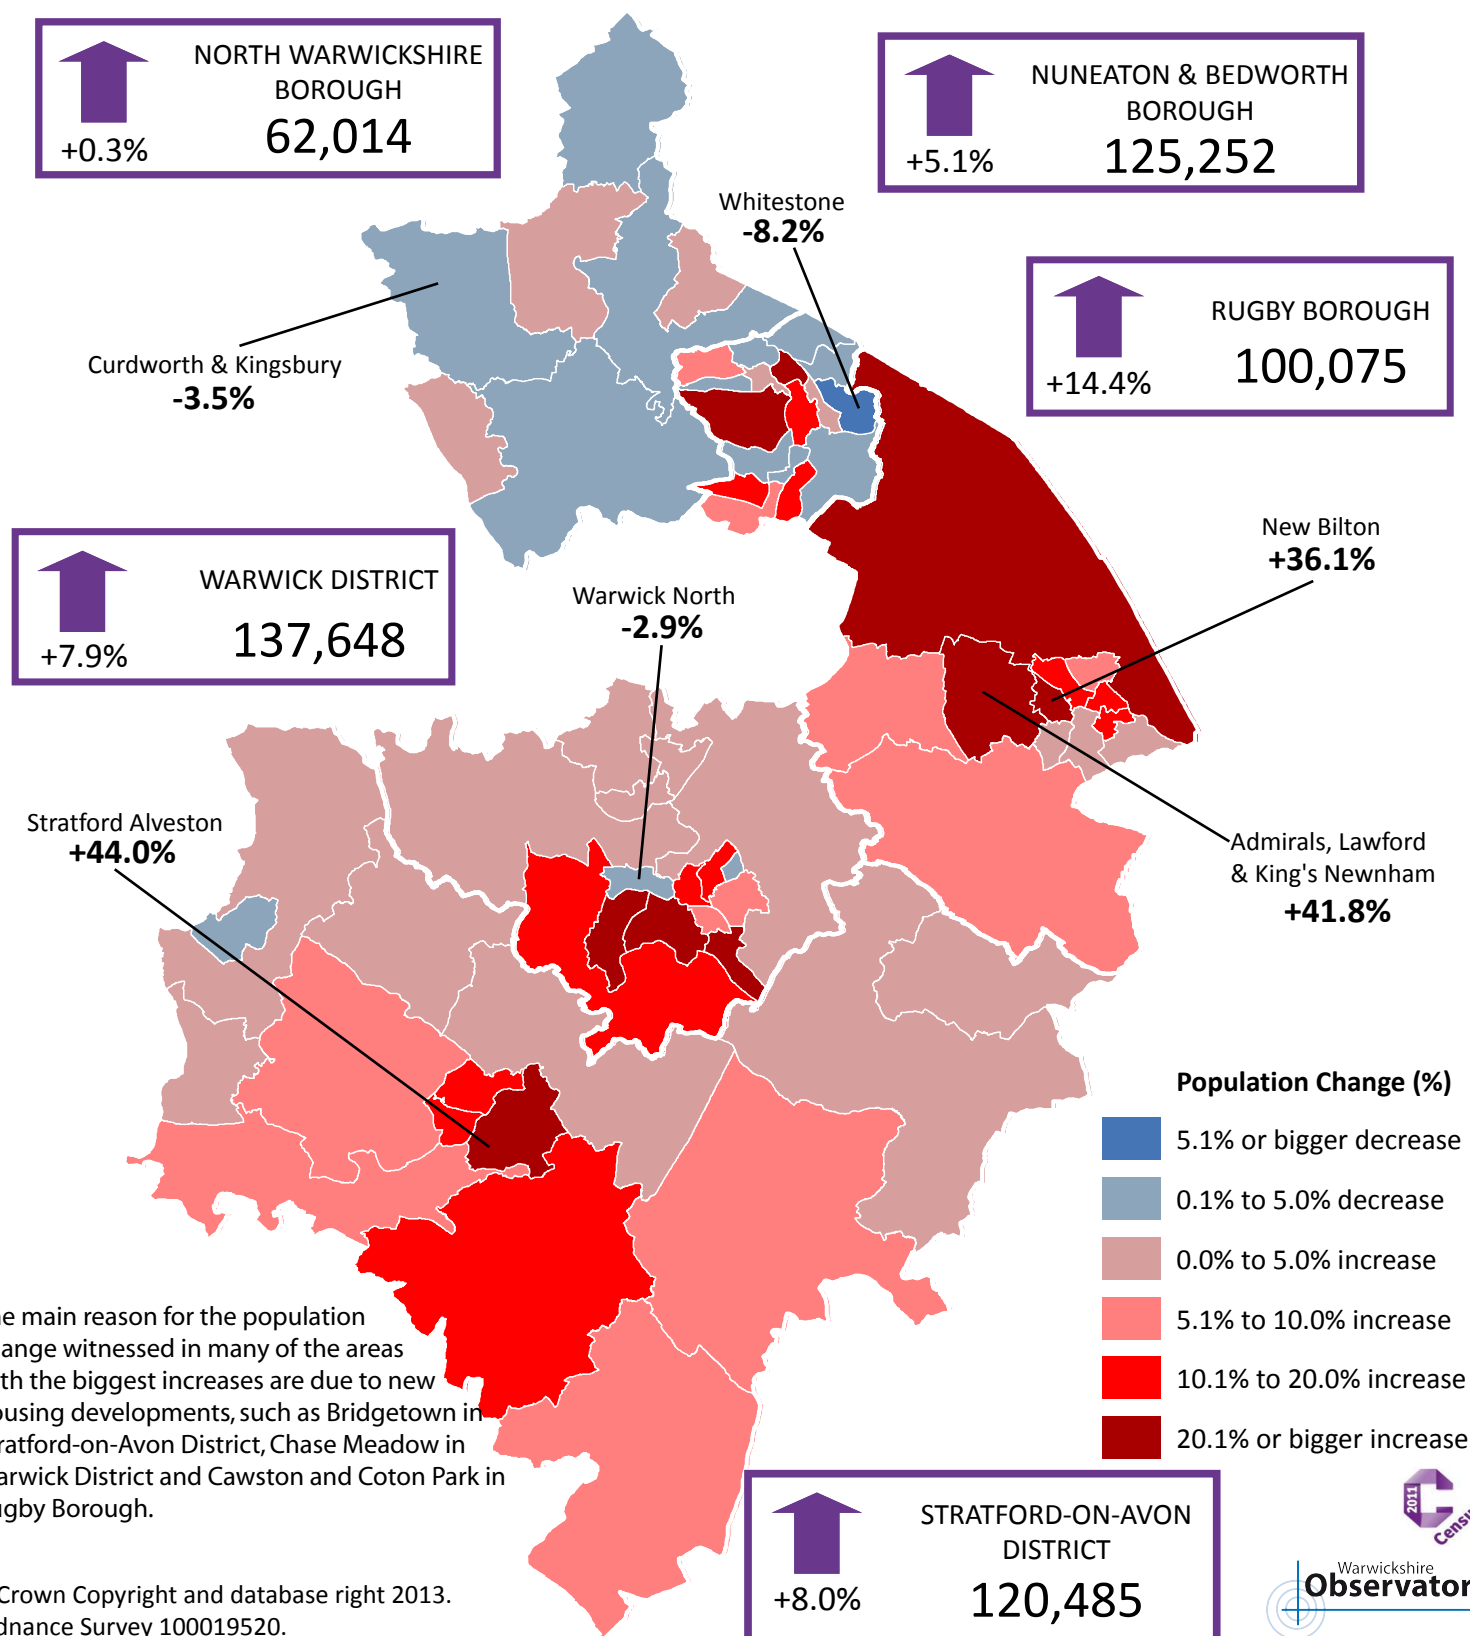 NORTH WARWICKSHIRE
BOROUGH
62,014
+0.3%
NUNEATON & BEDWORTH
BOROUGH
125,252
+5.1%
Whitestone
-8.2%
RUGBY BOROUGH
100,075
+14.4%
Curdworth & Kingsbury
-3.5%
New Bilton
+36.1%
WARWICK DISTRICT
137,648
+7.9%
Warwick North
-2.9%
Stratford Alveston
+44.0%
Admirals, Lawford
& King's Newnham
+41.8%
Population Change (%)
5.1% or bigger decrease
0.1% to 5.0% decrease
0.0% to 5.0% increase
5.1% to 10.0% increase
10.1% to 20.0% increase
20.1% or bigger increase
he main reason for the population
ange witnessed in many of the areas
th the biggest increases are due to new
ousing developments, such as Bridgetown in
ratford-on-Avon District, Chase Meadow in
arwick District and Cawston and Coton Park in
gby Borough.
STRATFORD-ON-AVON
DISTRICT
120,485
+8.0%
2011
Census
Warwickshire
Observator
Crown Copyright and database right 2013.
dnance Survey 100019520.